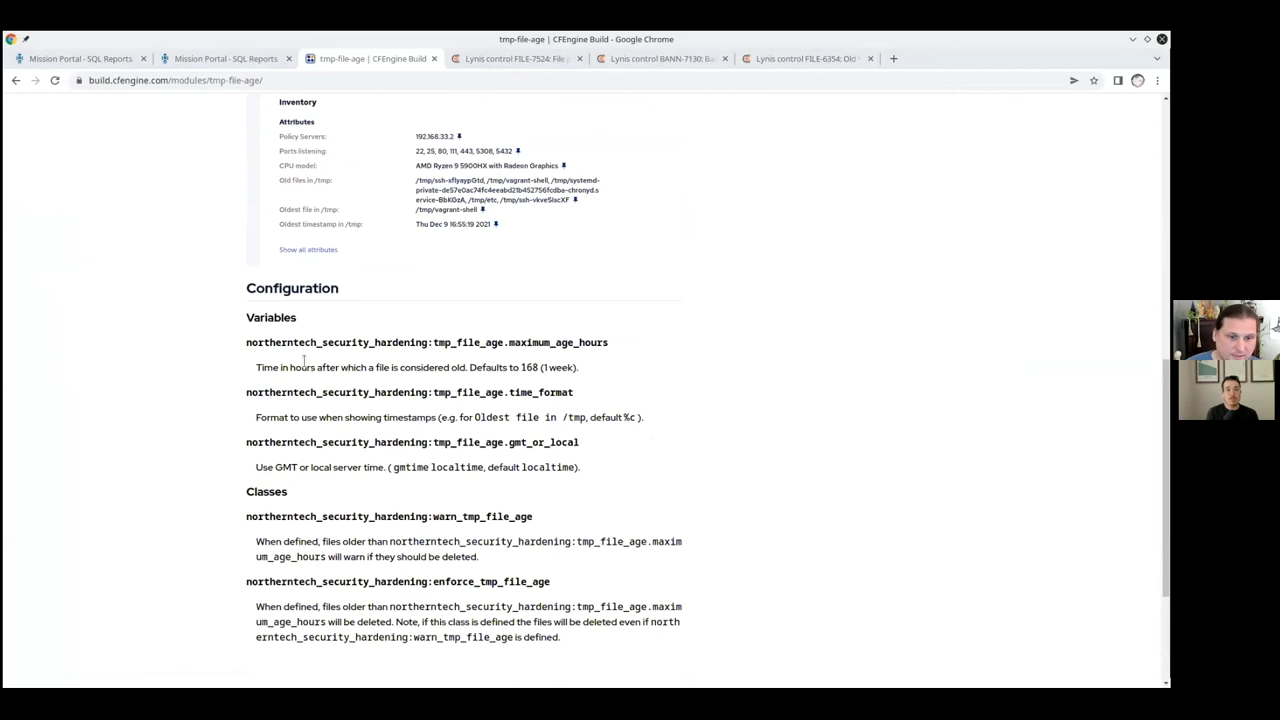 tmp-file-age | CFEngine Build - Google Chrome
Mission Portal - SQL Reports
Mission Portal - SQL Reports
tmp-file-age | CFEngine Build
Lynis control FILE-7524: File
Lynis control BANN-7130: Ba
Lynis control FILE-6354: Old
build.cfengine.com/modules/tmp-file-age/
Inventory
Attributes
Policy Servers: 192.168.33.2
Ports listening: 22, 25, 80, 111, 443, 5308, 5432
CPU model: AMD Ryzen 9 5900HX with Radeon Graphics
Old files in /tmp: /tmp/ssh-xflyaypGtd, /tmp/vagrant-shell, /tmp/systemd-
private-de57e0ac74fc4eeabd21b452756fcdba-chronyd.s
ervice-BbKGzA, /tmp/etc, /tmp/ssh-vkveSlscXF
Oldest file in /tmp: /tmp/vagrant-shell
Oldest timestamp in /tmp: Thu Dec 9 16:55:19 2021
Show all attributes
Configuration
Variables
northerntech_security_hardening:tmp_file_age.maximum_age_hours
Time in hours after which a file is considered old. Defaults to 168 (1 week).
northerntech_security_hardening:tmp_file_age.time_format
Format to use when showing timestamps (e.g. for Oldest file in /tmp, default %c ).
northerntech_security_hardening:tmp_file_age.gmt_or_local
Use GMT or local server time. ( gmtime localtime, default localtime).
Classes
northerntech_security_hardening:warn_tmp_file_age
When defined, files older than northerntech_security_hardening:tmp_file_age.maxim
um_age_hours will warn if they should be deleted.
northerntech_security_hardening:enforce_tmp_file_age
When defined, files older than northerntech_security_hardening:tmp_file_age.maxim
um_age_hours will be deleted. Note, if this class is defined the files will be deleted even if north
erntech_security_hardening:warn_tmp_file_age is defined.